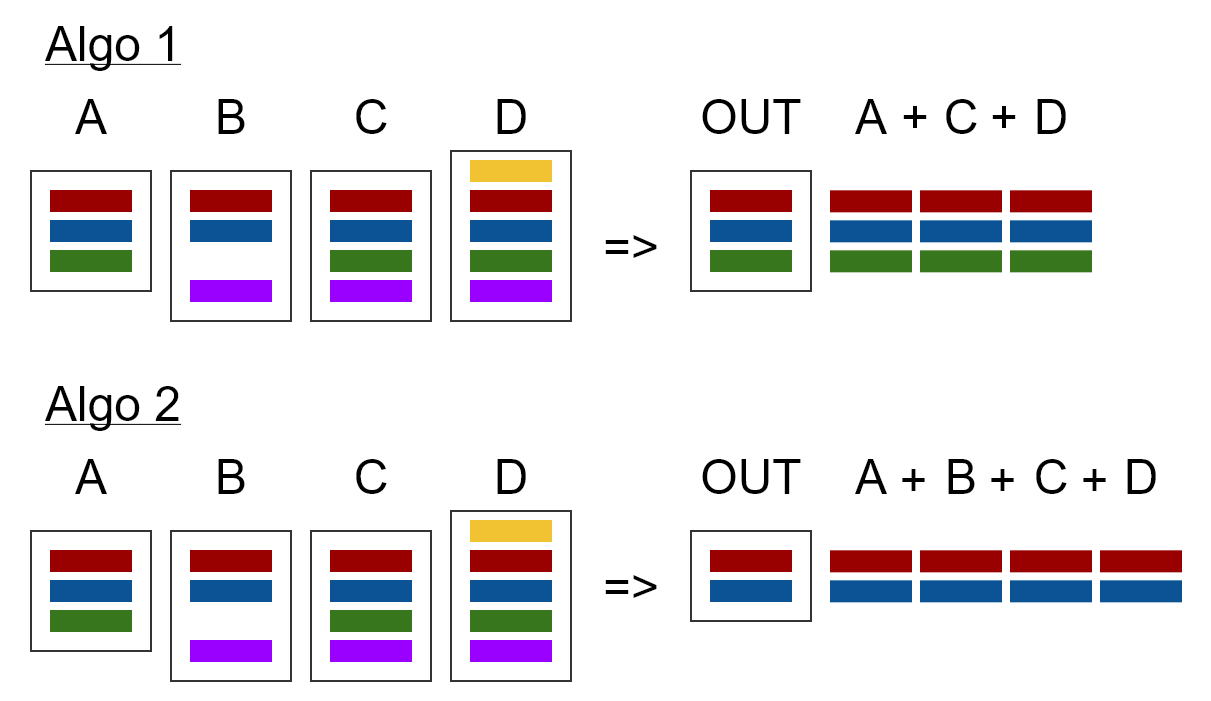 Algo 1
A B C D OUT A + C + D
=>
Algo 2
A B C D OUT A + B + C + D
=>